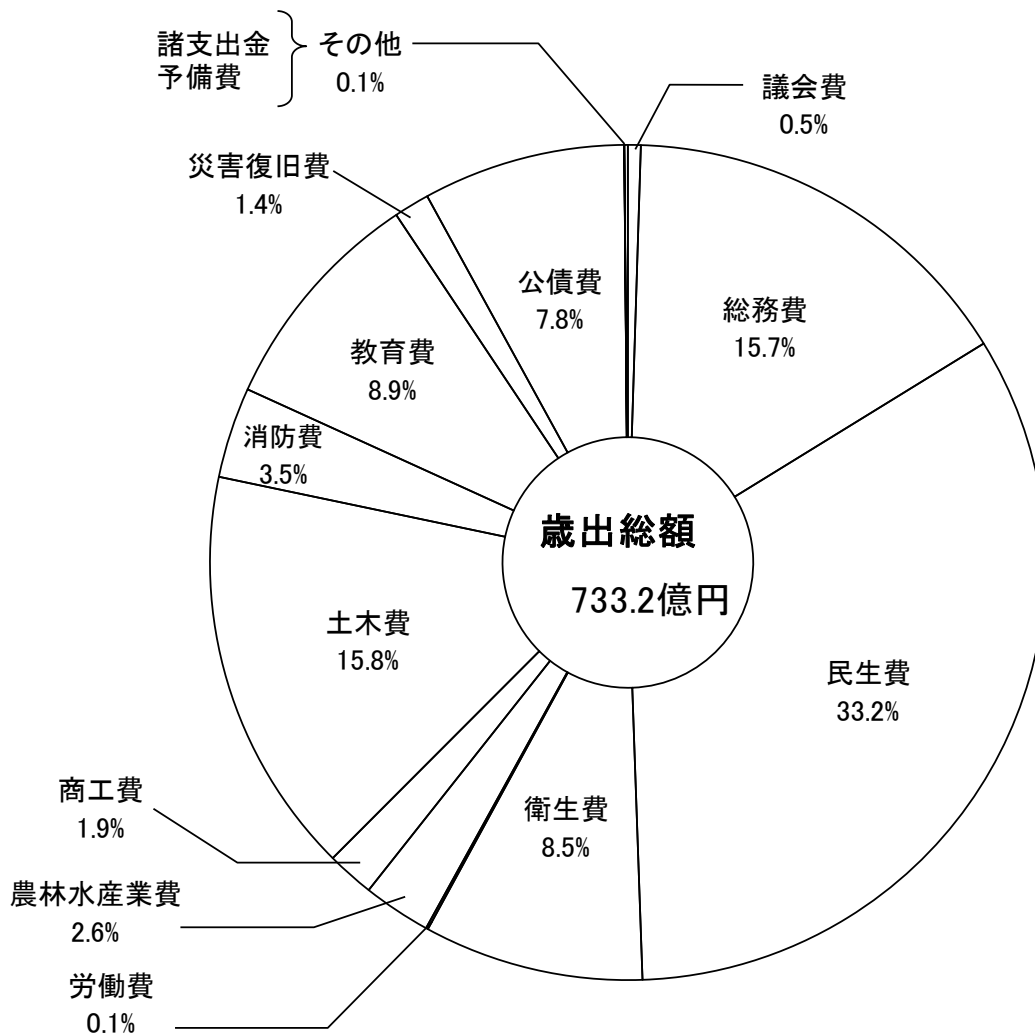 諸支出金
予備費
その他
0.1%
議会費
0.5%
災害復旧費
1.4%
公債費
7.8%
総務費
15.7%
教育費
8.9%
消防費
3.5%
歳出総額
733.2億円
土木費
15.8%
民生費
33.2%
商工費
1.9%
衛生費
8.5%
農林水産業費
2.6%
労働費
0.1%